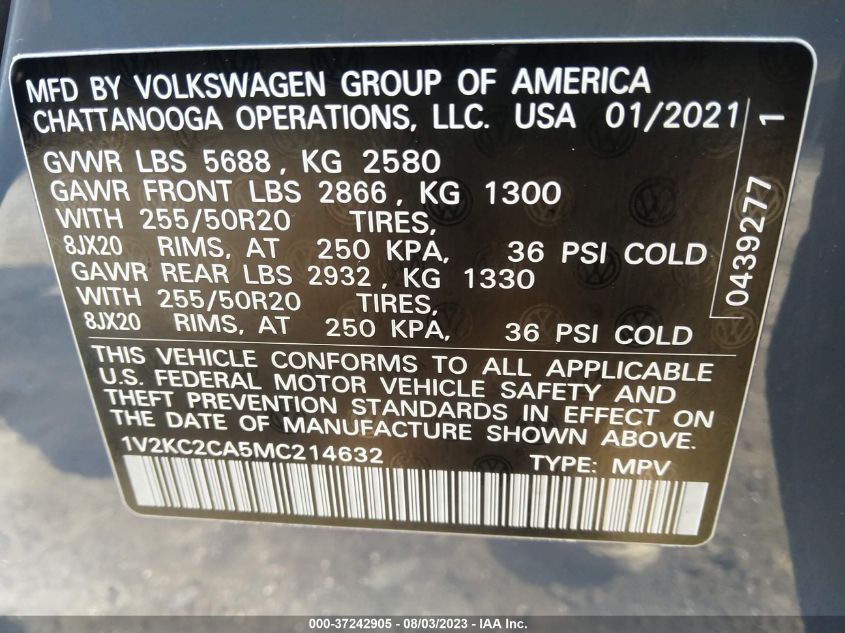 MFD BY VOLKSWAGEN GROUP OF AMERICA
CHATTANOOGA OPERATIONS, LLC. USA 01/2021
GVWR LBS 5688, KG 2580
GAWR FRONT LBS 2866, KG 1300
WITH 255/50R20 TIRES,
8JX20 RIMS, AT 250 KPA, 36 PSI COLD
GAWR REAR LBS 2932, KG 1330
WITH 255/50R20 TIRES,
8JX20 RIMS, AT 250 KPA, 36 PSI COLD
0439277 1
THIS VEHICLE CONFORMS TO ALL APPLICABLE
U.S. FEDERAL MOTOR VEHICLE SAFETY AND
THEFT PREVENTION STANDARDS IN EFFECT ON
THE DATE OF MANUFACTURE SHOWN ABOVE.
1V2KC2CA5MC214632 TYPE: MPV
000-37242905 - 08/03/2023 - IAA Inc.